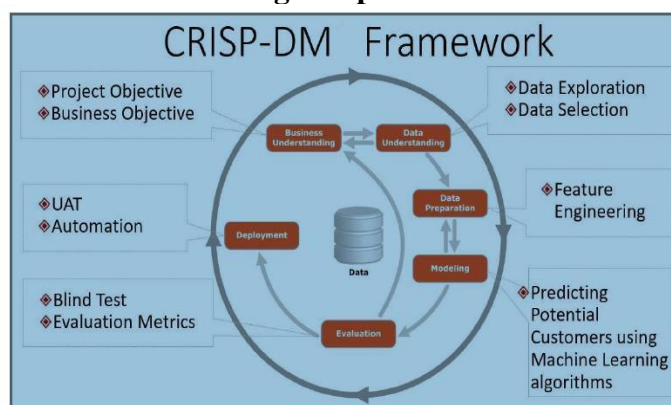 CRISP-DM Framework
Project Objective
Business Objective
Data Exploration
Data Selection
Business
Understanding
Data
Understanding
UAT
Automation
Data
Preparation
Feature
Engineering
Deployment
Data
Modeling
Blind Test
Evaluation Metrics
Evaluation
Predicting
Potential
Customers using
Machine Learning
algorithms